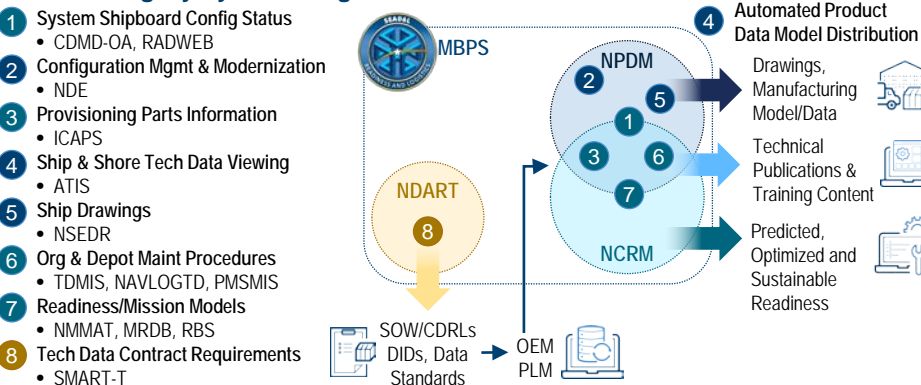 1 System Shipboard Config Status
• CDMD-OA, RADWEB
2 Configuration Mgmt & Modernization
• NDE
3 Provisioning Parts Information
• ICAPS
4 Ship & Shore Tech Data Viewing
• ATIS
5 Ship Drawings
• NSEDR
6 Org & Depot Maint Procedures
• TDMIS, NAVLOGTD, PMSMIS
7 Readiness/Mission Models
• NMMAT, MRDB, RBS
8 Tech Data Contract Requirements
• SMART-T
SEADAL
READINESS AND LOGISTICS
MBPS
NPDM
2
5
1
3
6
7
NCRM
NDART
8
SOW/CDRLs
DIDs, Data
Standards
OEM
PLM
4 Automated Product
Data Model Distribution
Drawings,
Manufacturing
Model/Data
Technical
Publications &
Training Content
Predicted,
Optimized and
Sustainable
Readiness